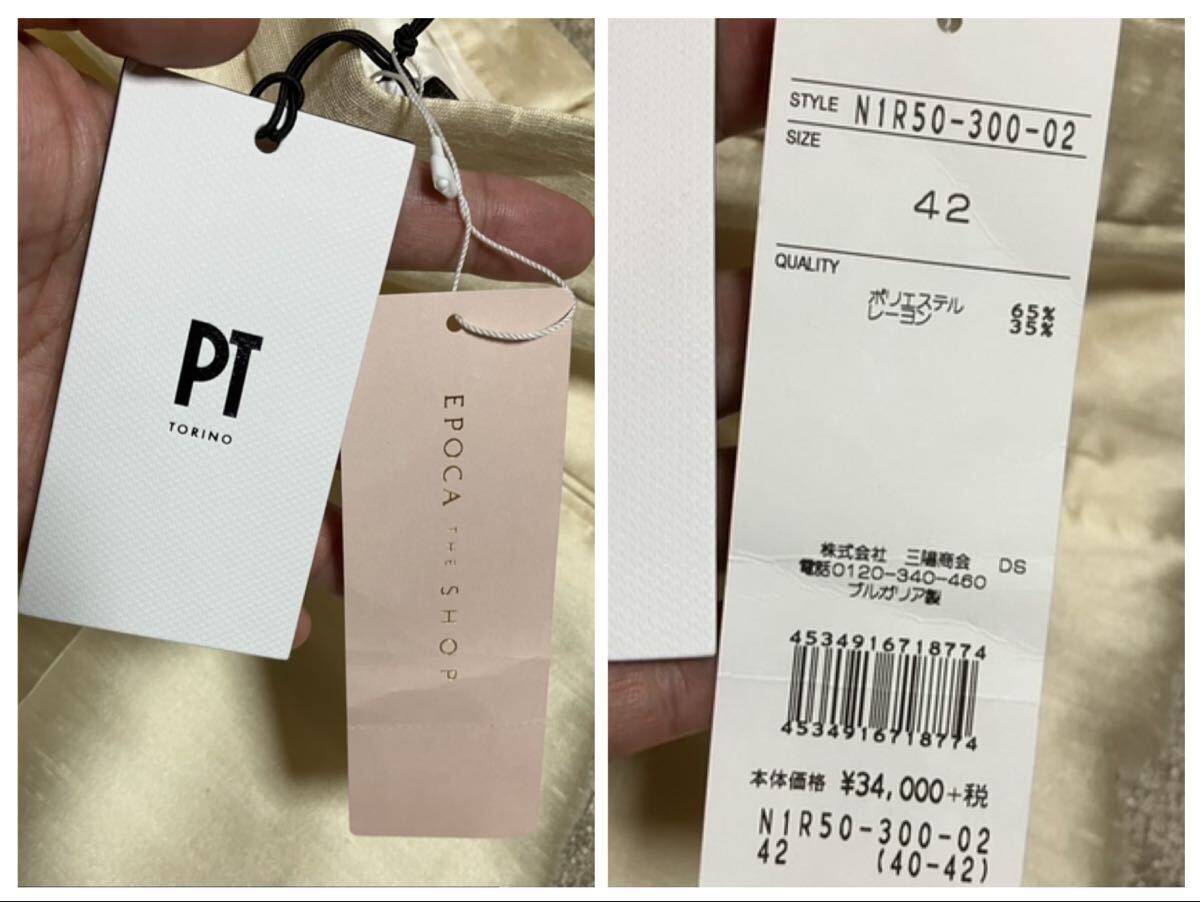 PT
TORINO
EPOCA THE SHOP
STYLE N1R50-300-02
SIZE
42
QUALITY
ポリエステル 65%
レーヨン 35%
株式会社 三陽商会 DS
電話0120-340-460
ブルガリア製
4534916718774
4534916718774
本体価格 ¥34,000+税
N1R50-300-02
42 (40-42)